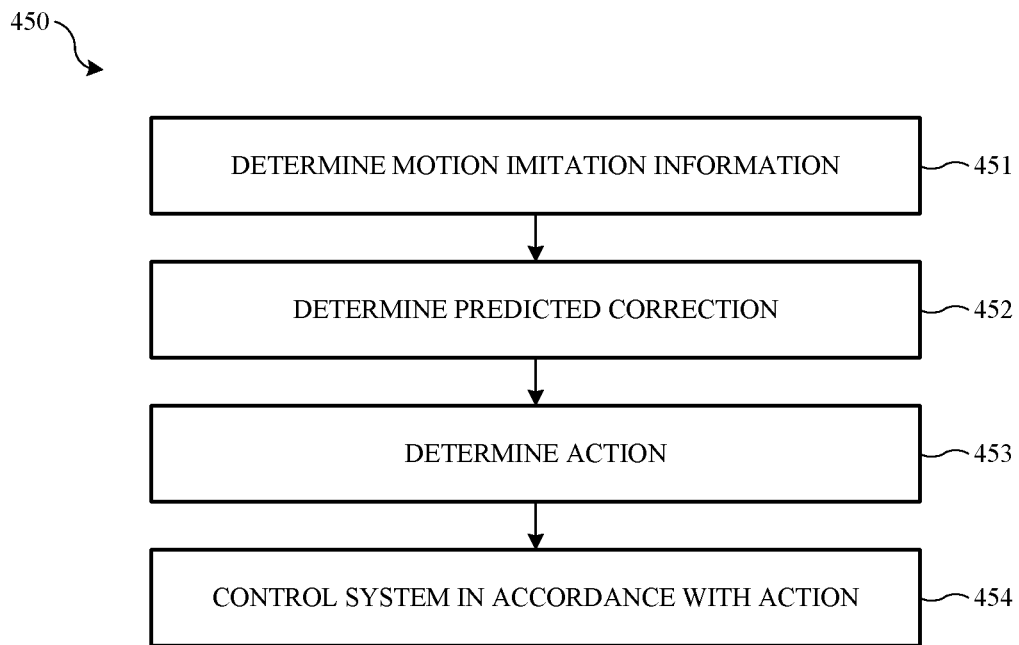 450
DETERMINE MOTION IMITATION INFORMATION
451
DETERMINE PREDICTED CORRECTION
452
DETERMINE ACTION
453
CONTROL SYSTEM IN ACCORDANCE WITH ACTION
454